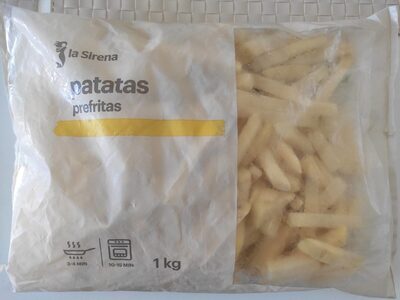 la Sirena
patatas
prefritas
3-4 MIN
10-15 MIN
1 kg